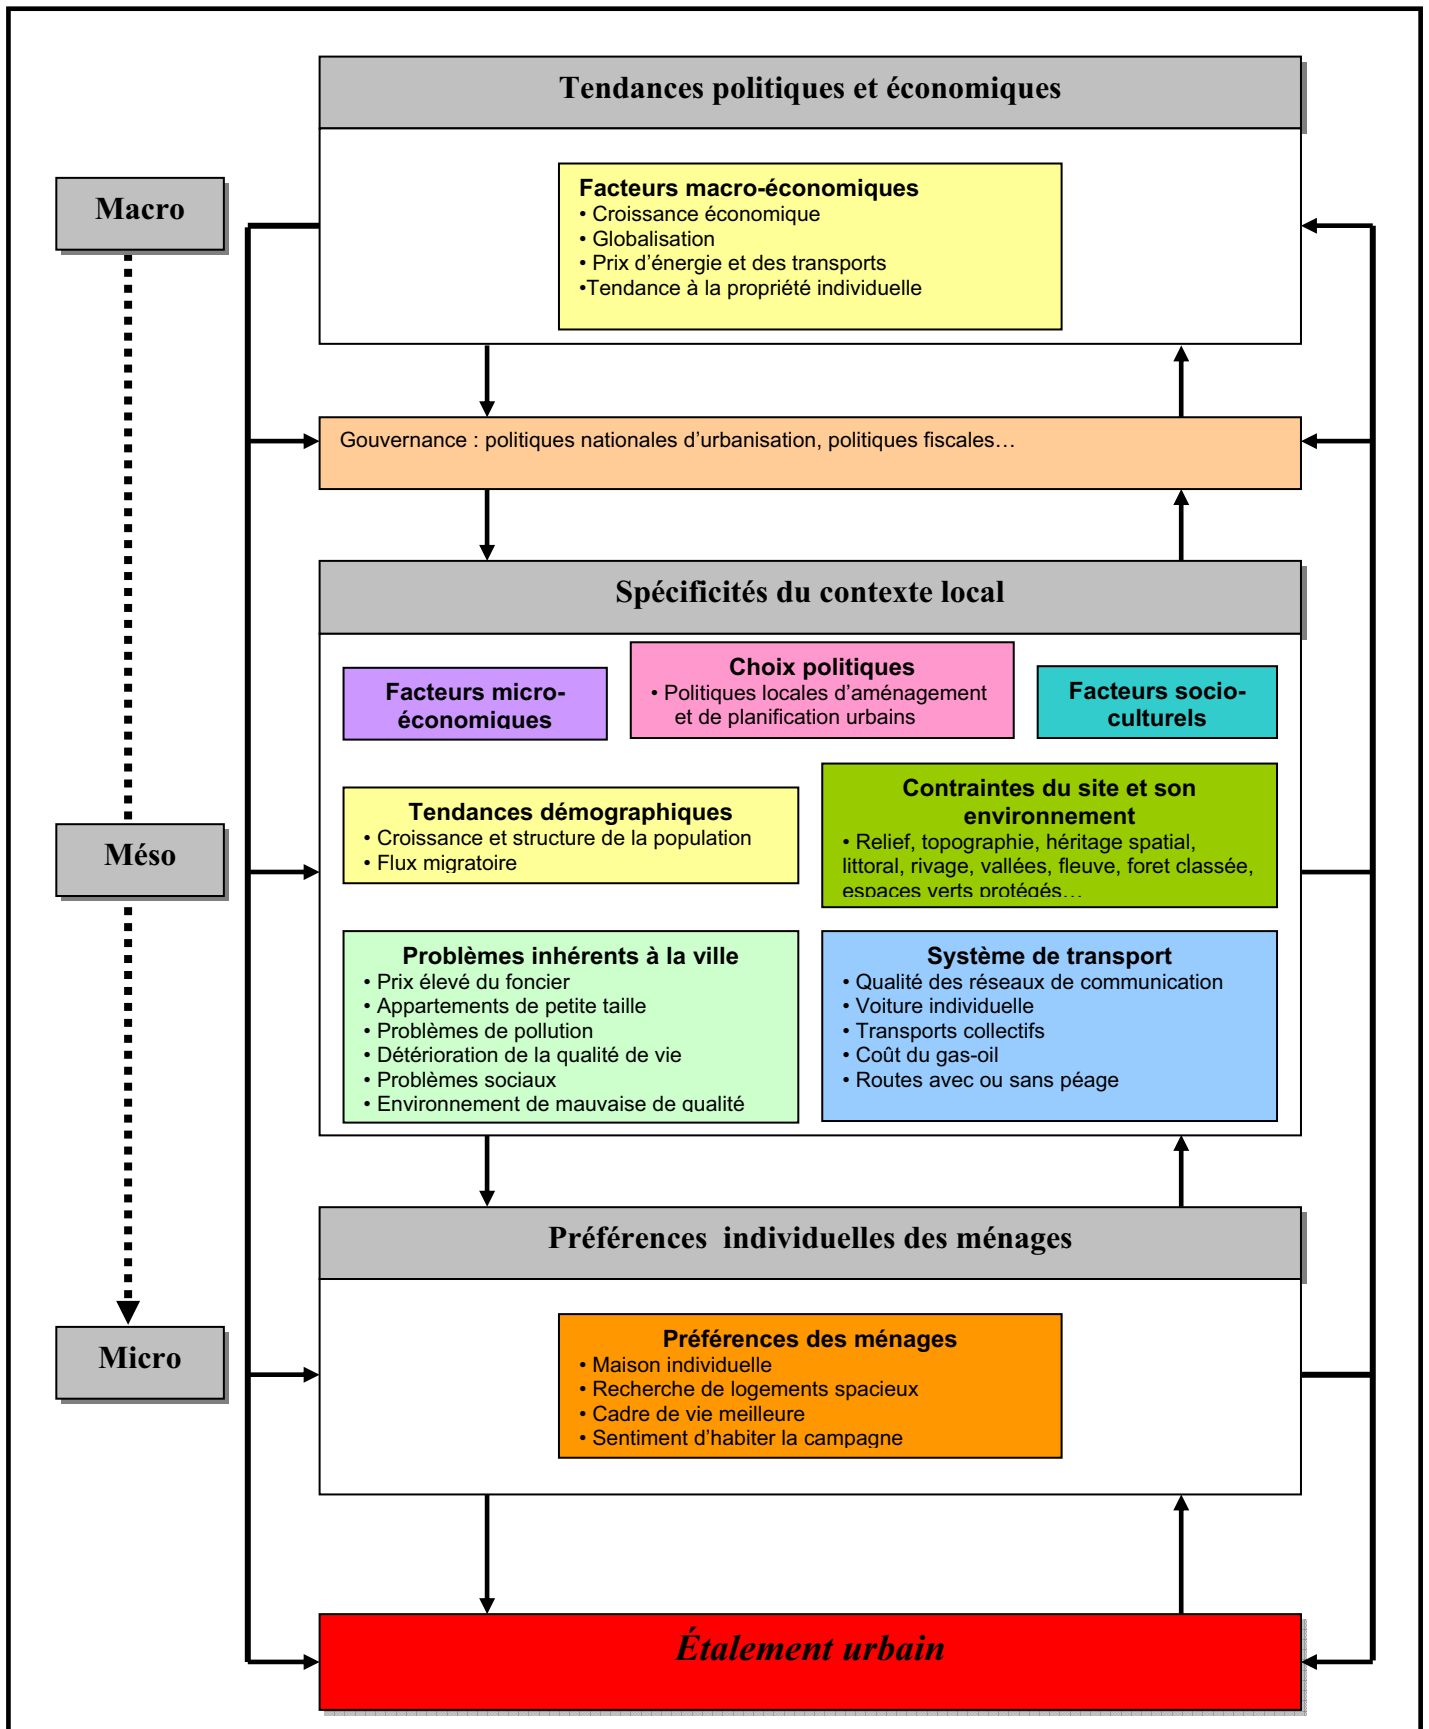 Tendances politiques et économiques
Macro
Facteurs macro-économiques
• Croissance économique
• Globalisation
• Prix d’énergie et des transports
•Tendance à la propriété individuelle
Gouvernance : politiques nationales d’urbanisation, politiques fiscales…
Spécificités du contexte local
Facteurs micro-
économiques
Choix politiques
• Politiques locales d’aménagement
et de planification urbains
Facteurs socio-
culturels
Méso
Tendances démographiques
• Croissance et structure de la population
• Flux migratoire
Contraintes du site et son
environnement
• Relief, topographie, héritage spatial,
littoral, rivage, vallées, fleuve, foret classée,
espaces verts protégés…
Problèmes inhérents à la ville
• Prix élevé du foncier
• Appartements de petite taille
• Problèmes de pollution
• Détérioration de la qualité de vie
• Problèmes sociaux
• Environnement de mauvaise de qualité
Système de transport
• Qualité des réseaux de communication
• Voiture individuelle
• Transports collectifs
• Coût du gas-oil
• Routes avec ou sans péage
Préférences individuelles des ménages
Micro
Préférences des ménages
• Maison individuelle
• Recherche de logements spacieux
• Cadre de vie meilleure
• Sentiment d’habiter la campagne
Étalement urbain